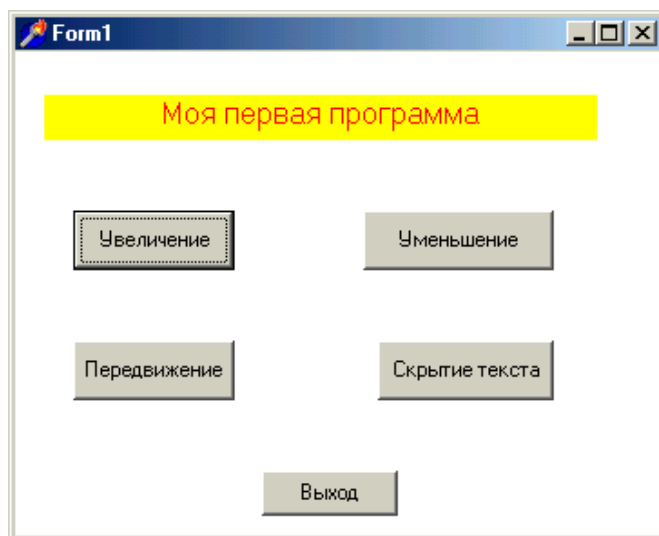 Form1
Моя первая программа
Увеличение
Уменьшение
Передвижение
Скрытие текста
Выход